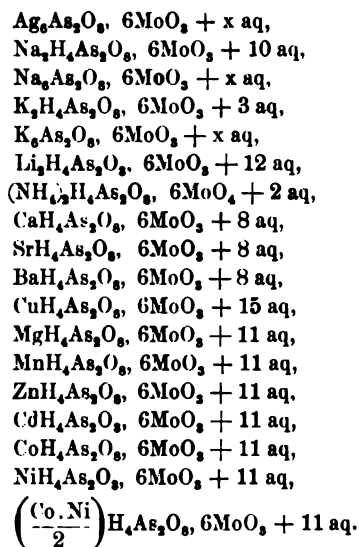 Ag₆As₂O₈, 6MoO₃ + x aq,
Na₂H₄As₂O₈, 6MoO₃ + 10 aq,
Na₆As₂O₈, 6MoO₃ + x aq,
K₂H₄As₂O₈, 6MoO₃ + 3 aq,
K₆As₂O₈, 6MoO₃ + x aq,
Li₂H₄As₂O₈, 6MoO₃ + 12 aq,
(NH₄)₂H₄As₂O₈, 6MoO₄ + 2 aq,
CaH₄As₂O₈, 6MoO₃ + 8 aq,
SrH₄As₂O₈, 6MoO₃ + 8 aq,
BaH₄As₂O₈, 6MoO₃ + 8 aq,
CuH₄As₂O₈, 6MoO₃ + 15 aq,
MgH₄As₂O₈, 6MoO₃ + 11 aq,
MnH₄As₂O₈, 6MoO₃ + 11 aq,
ZnH₄As₂O₈, 6MoO₃ + 11 aq,
CdH₄As₂O₈, 6MoO₃ + 11 aq,
CoH₄As₂O₈, 6MoO₃ + 11 aq,
NiH₄As₂O₈, 6MoO₃ + 11 aq,
(Co.Ni/2)H₄As₂O₈, 6MoO₃ + 11 aq.